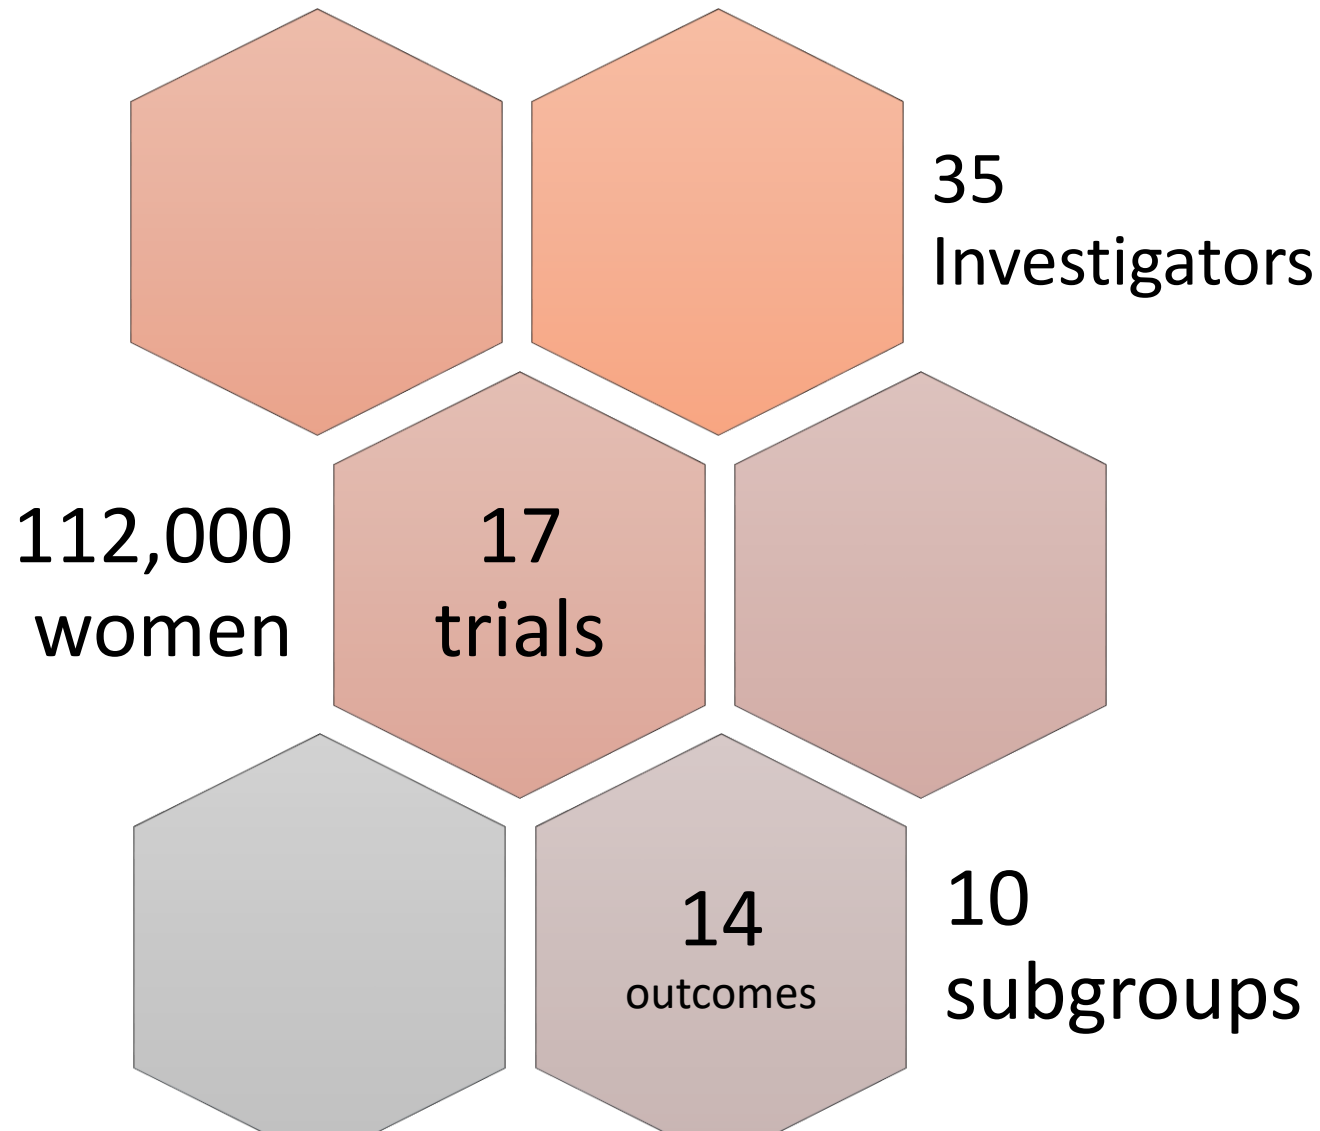 35
Investigators
112,000
women
17
trials
14
outcomes
10
subgroups